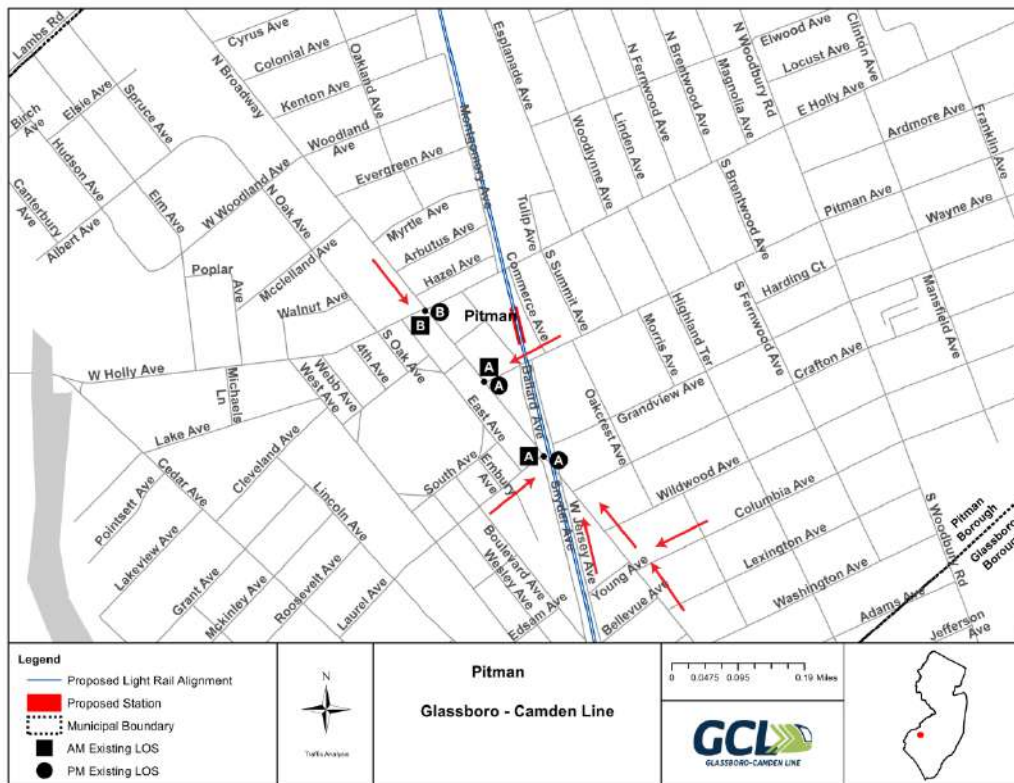 Lambs Rd
Cyrus Ave
Colonial Ave
Kenton Ave
Oakland Ave
N Broadway
Woodland Ave
Evergreen Ave
Birch Ave
Elsie Ave
Spruce Ave
Hudson Ave
Canterbury Ave
Albert Ave
Elm Ave
W Woodland Ave
N Oak Ave
Mcclelland Ave
Poplar Ave
Walnut Ave
Myrtle Ave
Arbutus Ave
Hazel Ave
Montgomery Ave
Esplanade Ave
N Fernwood Ave
N Brentwood Ave
Magnolia Ave
N Woodbury Rd
Elwood Ave
Locust Ave
Clinton Ave
E Holly Ave
Ardmore Ave
Franklin Ave
Woodlynne Ave
Linden Ave
S Brentwood Ave
Pitman Ave
Wayne Ave
Tulip Ave
Commerce Ave
S Summit Ave
Harding Ct
Highland Ter
S Fernwood Ave
Mansfield Ave
Morris Ave
Crafton Ave
Grandview Ave
Pitman
B
B
A
A
A
A
W Holly Ave
Michaels Ln
4th Ave
Webb Ave
West Ave
S Oak Ave
East Ave
Ballard Ave
Oakcrest Ave
Lake Ave
Cedar Ave
Cleveland Ave
Lincoln Ave
South Ave
Embury Ave
Snyder Ave
W Jersey Ave
Wildwood Ave
Columbia Ave
Pointsett Ave
Lakeview Ave
Grant Ave
Mckinley Ave
Roosevelt Ave
Laurel Ave
Boulevard Ave
Wesley Ave
Edsam Ave
Young Ave
Bellevue Ave
Lexington Ave
Washington Ave
Adams Ave
Jefferson Ave
S Woodbury Rd
Pitman Borough
Glassboro Borough
Legend
Proposed Light Rail Alignment
Proposed Station
Municipal Boundary
AM Existing LOS
PM Existing LOS
N
Traffic Analysis
Pitman
Glassboro - Camden Line
0 0.0475 0.095 0.19 Miles
GCL
GLASSBORO-CAMDEN LINE